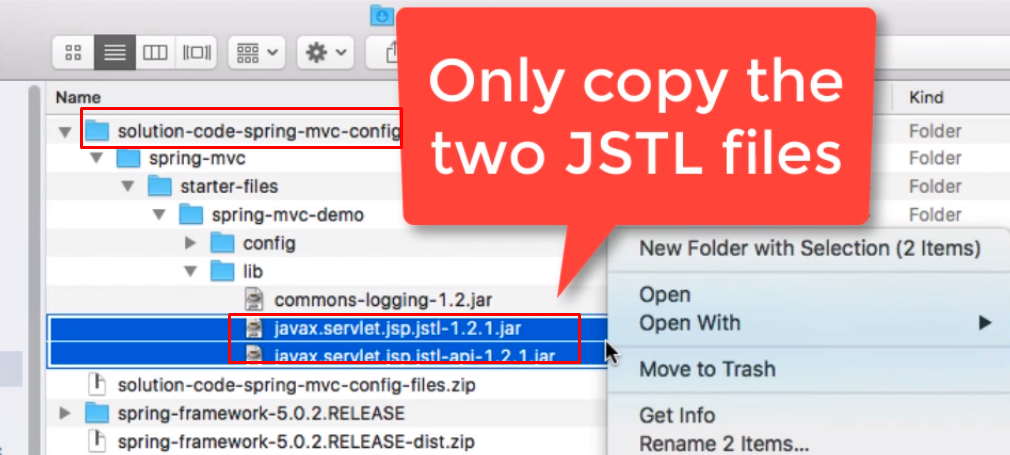 Only copy the
two JSTL files
Name
Kind
solution-code-spring-mvc-config
Folder
spring-mvc
Folder
starter-files
Folder
spring-mvc-demo
Folder
config
lib
commons-logging-1.2.jar
javax.servlet.jsp.jstl-1.2.1.jar
javax.servlet.jsp.jstl-api-1.2.1.jar
solution-code-spring-mvc-config-files.zip
spring-framework-5.0.2.RELEASE
spring-framework-5.0.2.RELEASE-dist.zip
New Folder with Selection (2 Items)
Open
Open With
Move to Trash
Get Info
Rename 2 Items...